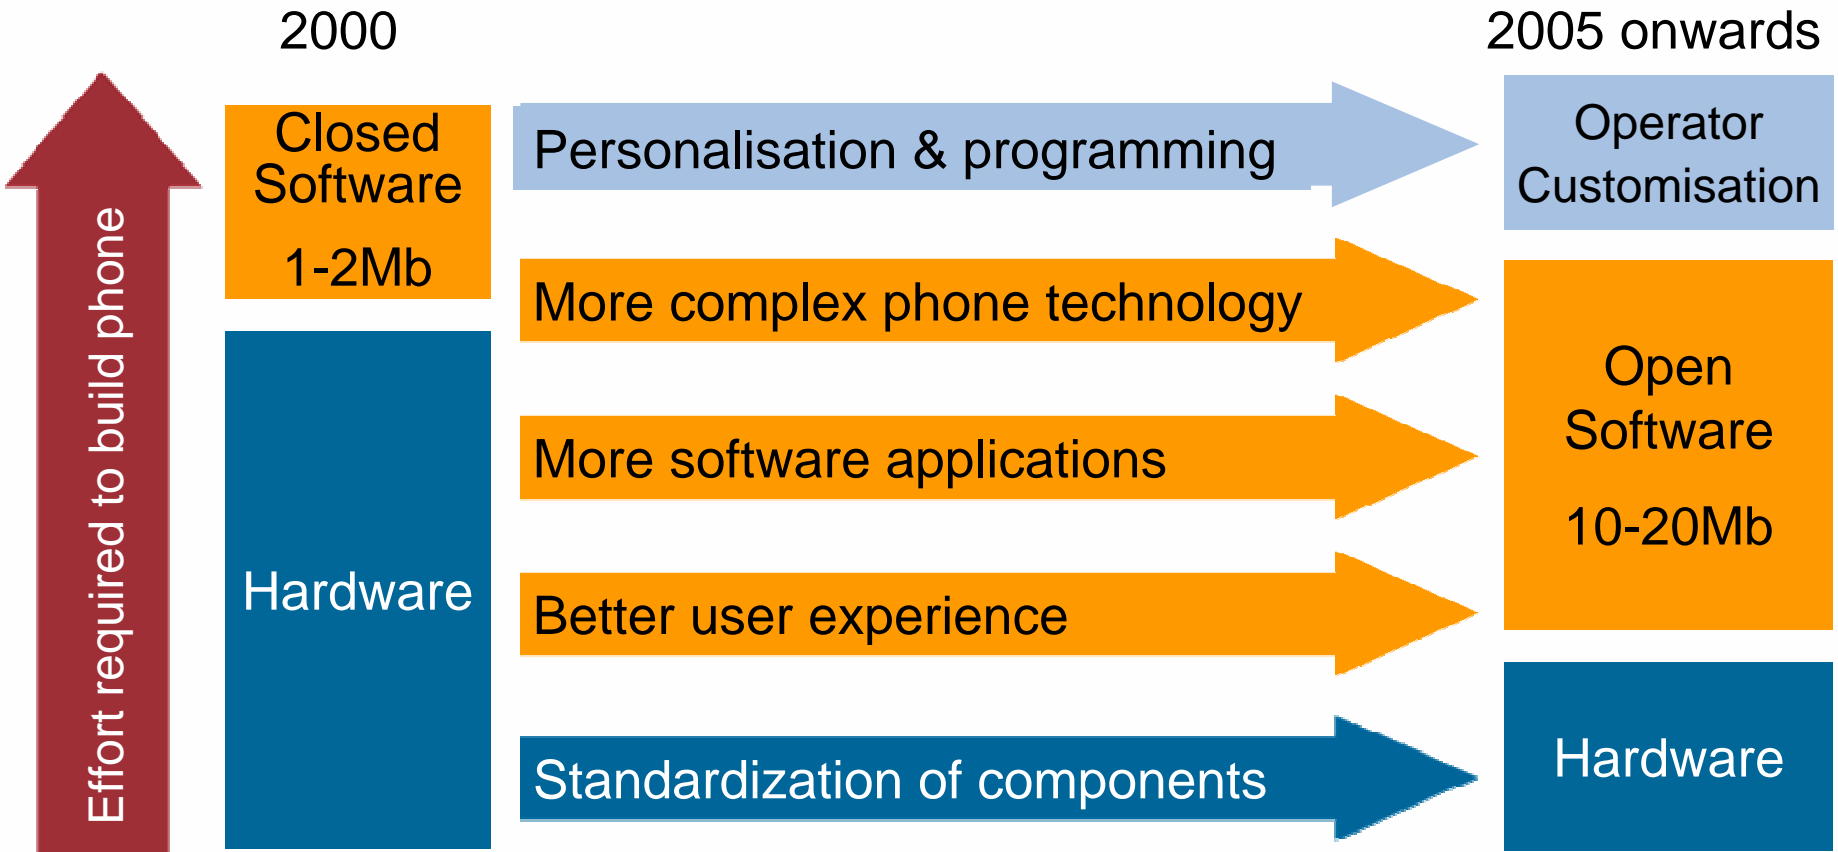 2000
2005 onwards
Effort required to build phone
Closed
Software
1-2Mb
Hardware
Personalisation & programming
More complex phone technology
More software applications
Better user experience
Standardization of components
Operator
Customisation
Open
Software
10-20Mb
Hardware